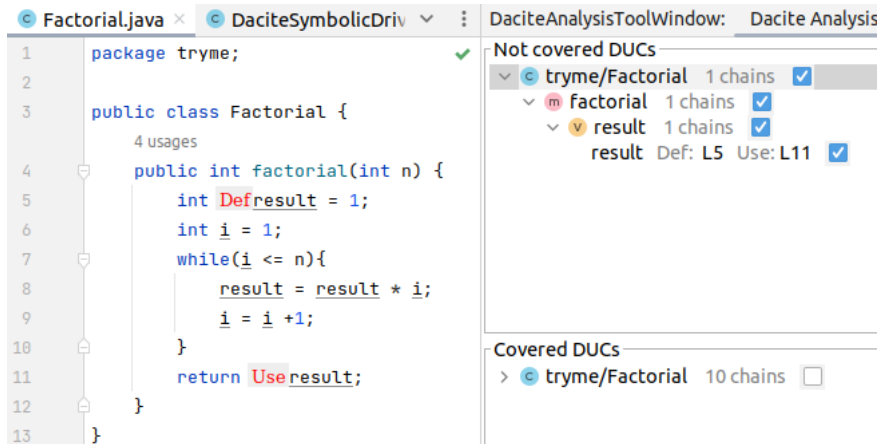 Factorial.java × DaciteSymbolicDriv
1 package tryme;
2
3 public class Factorial {
4 usages
4 public int factorial(int n) {
5 int Def result = 1;
6 int i = 1;
7 while(i <= n){
8 result = result * i;
9 i = i +1;
10 }
11 return Use result;
12 }
13 }
DaciteAnalysisToolWindow: Dacite Analysis
Not covered DUCs
C tryme/Factorial 1 chains
m factorial 1 chains
v result 1 chains
result Def: L5 Use: L11
Covered DUCs
C tryme/Factorial 10 chains